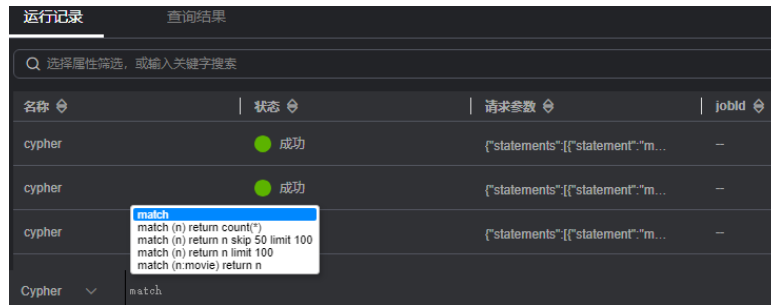 运行记录 查询结果
选择属性筛选，或输入关键字搜索
名称 状态 请求参数 jobId
cypher 成功 {"statements":[{"statement":"m... --
cypher 成功 {"statements":[{"statement":"m... --
cypher {"statements":[{"statement":"m... --
match
match (n) return count(*)
match (n) return n skip 50 limit 100
match (n) return n limit 100
match (n:movie) return n
Cypher match